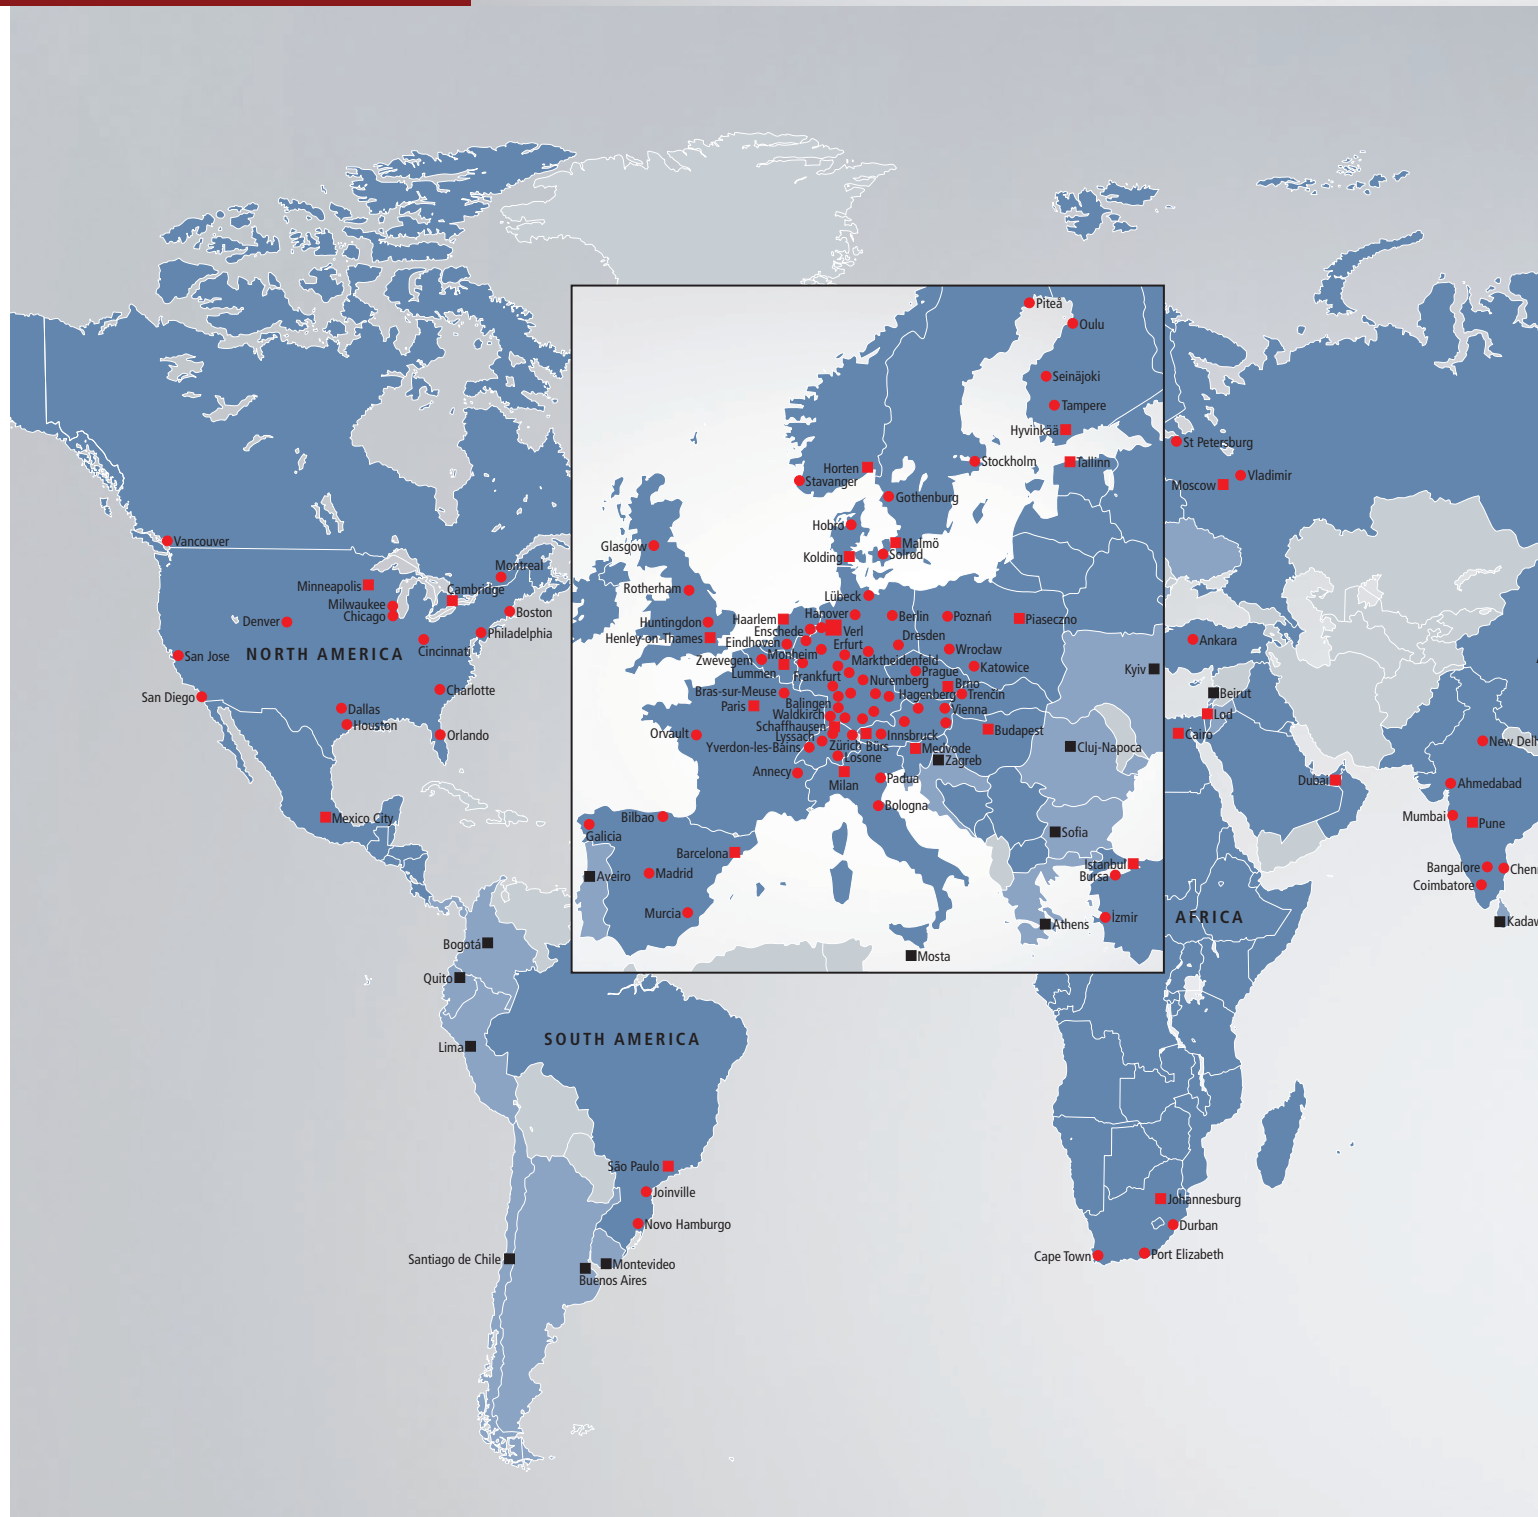 Piteå
Oulu
Seinäjoki
Tampere
Hyvinkää
St Petersburg
Stockholm
Tallinn
Horten
Stavanger
Vladimir
Moscow
Gothenburg
Hobro
Vancouver
Glasgow
Malmö
Kolding
Solrød
Montreal
Minneapolis
Cambridge
Rotherham
Lübeck
Milwaukee
Chicago
Boston
Denver
Huntingdon
Haarlem
Hanover
Berlin
Poznań
Piaseczno
Philadelphia
Henley-on-Thames
Enschede
Verl
Dresden
Ankara
Eindhoven
Erfurt
Cincinnati
Wrocław
San Jose
NORTH AMERICA
Zwevegem
Monheim
Marktheidenfeld
Katowice
Kyiv
Lummen
Frankfurt
Prague
Nuremberg
Brno
San Diego
Charlotte
Bras-sur-Meuse
Hagenberg
Trenčín
Beirut
Dallas
Paris
Balingen
Vienna
Lod
Waldkirch
Houston
Schaffhausen
Budapest
Orlando
Orvault
Lyssach
Innsbruck
Cairo
New Delh
Yverdon-les-Bains
Zürich
Bürs
Medvode
Cluj-Napoca
Losone
Zagreb
Annecy
Milan
Padua
Dubai
Ahmedabad
Bologna
Mexico City
Bilbao
Mumbai
Pune
Galicia
Sofia
Barcelona
Istanbul
Bangalore
Chenn
Aveiro
Madrid
Bursa
Coimbatore
Murcia
İzmir
AFRICA
Athens
Kadaw
Bogotá
Mosta
Quito
SOUTH AMERICA
Lima
São Paulo
Joinville
Johannesburg
Novo Hamburgo
Durban
Cape Town
Port Elizabeth
Santiago de Chile
Montevideo
Buenos Aires